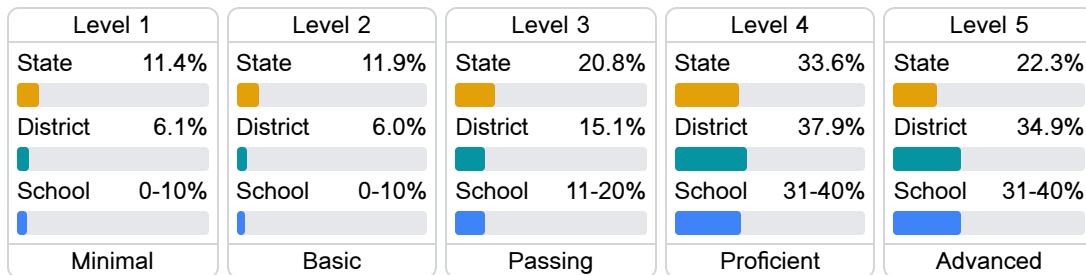 Level 1
State 11.4%
District 6.1%
School 0-10%
Minimal
Level 2
State 11.9%
District 6.0%
School 0-10%
Basic
Level 3
State 20.8%
District 15.1%
School 11-20%
Passing
Level 4
State 33.6%
District 37.9%
School 31-40%
Proficient
Level 5
State 22.3%
District 34.9%
School 31-40%
Advanced